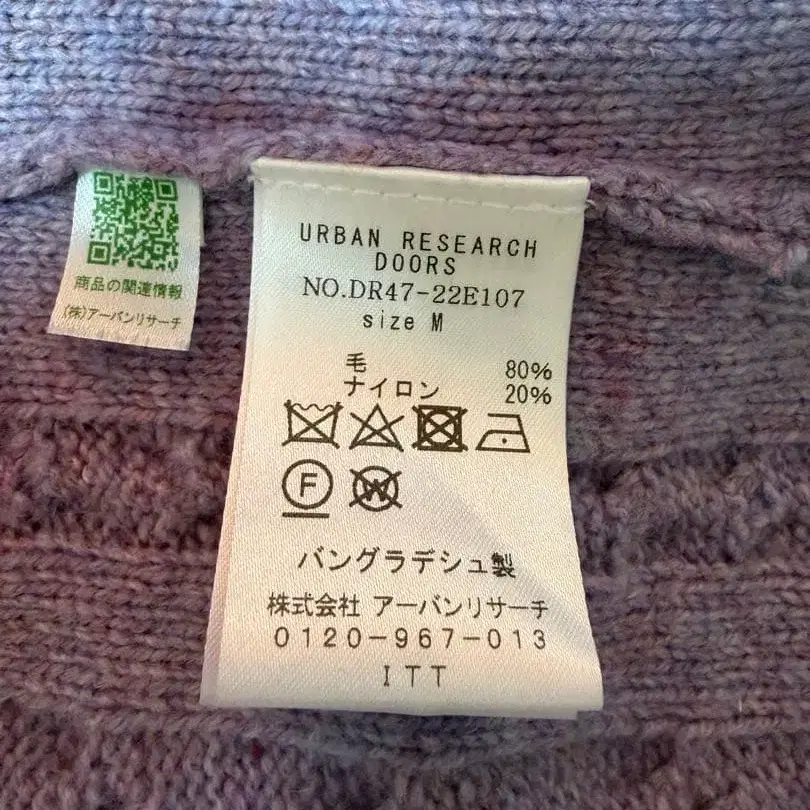 商品の関連情報
(株)アーバンリサーチ
URBAN RESEARCH
DOORS
NO.DR47-22E107
size M
毛 80%
ナイロン 20%
F W
バングラデシュ製
株式会社 アーバンリサーチ
0120-967-013
ITT